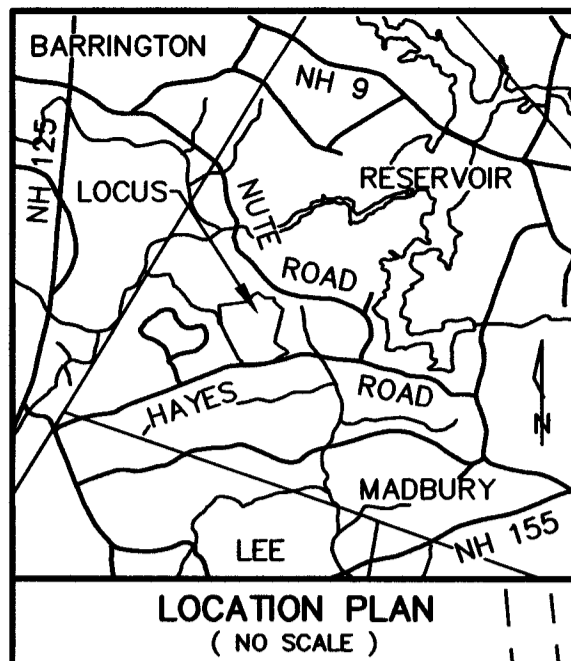 BARRINGTON
NH 9
NH 125
LOCUS
RESERVOIR
NUTE
ROAD
HAYES
ROAD
N
MADBURY
LEE
NH 155
LOCATION PLAN
( NO SCALE )